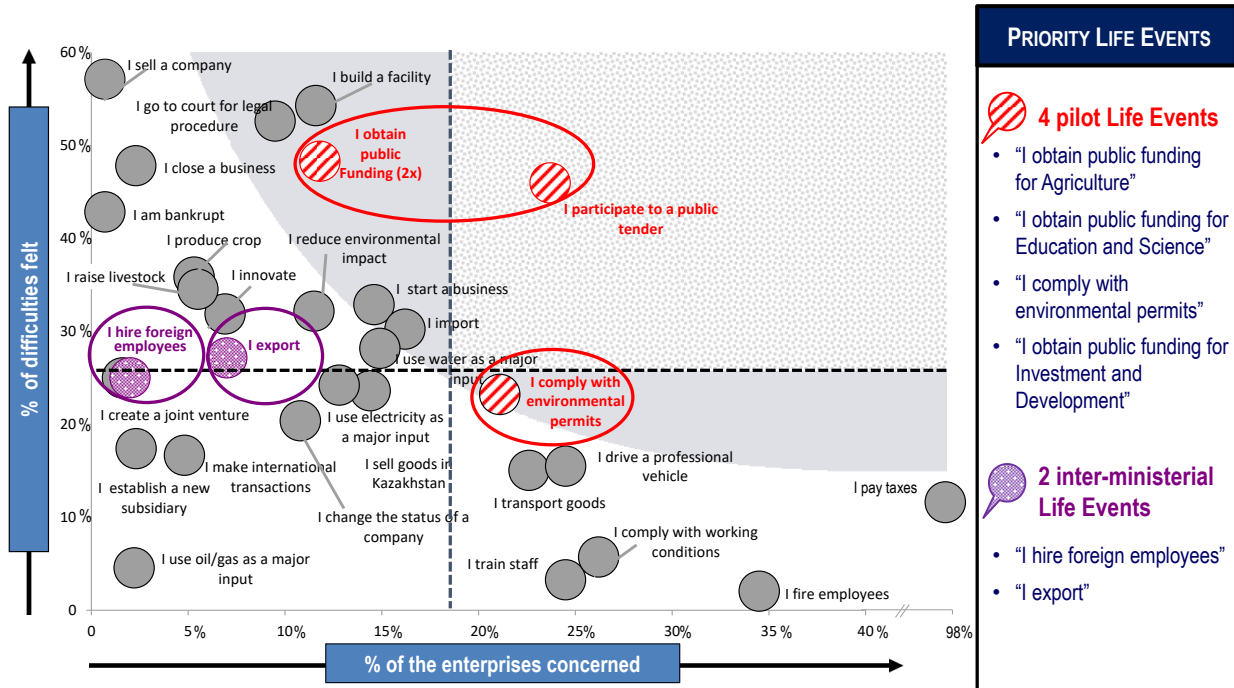 60 %
50 %
40 %
30 %
20 %
10 %
0
% of difficulties felt
I sell a company
I build a facility
I go to court for legal
procedure
I close a business
I am bankrupt
I obtain
public
Funding (2x)
I participate to a public
tender
I produce crop
I raise livestock
I innovate
I reduce environmental
impact
I start a business
I import
I use water as a major
input
I hire foreign
employees
I export
I comply with
environmental
permits
I create a joint venture
I use electricity as
a major input
I establish a new
subsidiary
I make international
transactions
I sell goods in
Kazakhstan
I change the status of a
company
I drive a professional
vehicle
I transport goods
I pay taxes
I use oil/gas as a major
input
I train staff
I comply with working
conditions
I fire employees
0
5%
10%
15%
20%
25%
30%
35 %
40 %
98%
% of the enterprises concerned
PRIORITY LIFE EVENTS
4 pilot Life Events
• “I obtain public funding
for Agriculture”
• “I obtain public funding for
Education and Science”
• “I comply with
environmental permits”
• “I obtain public funding for
Investment and
Development”
2 inter-ministerial
Life Events
• “I hire foreign employees”
• “I export”